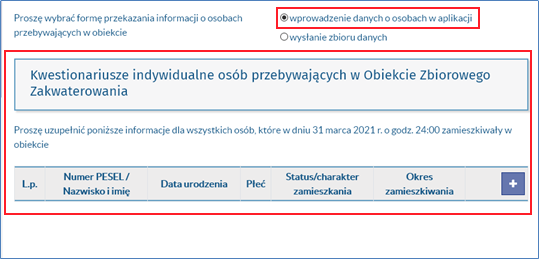 Proszę wybrać formę przekazania informacji o osobach przebywających w obiekcie
wprowadzenie danych o osobach w aplikacji
wysłanie zbioru danych
Kwestionariusze indywidualne osób przebywających w Obiekcie Zbiorowego
Zakwaterowania
Proszę uzupełnić poniższe informacje dla wszystkich osób, które w dniu 31 marca 2021 r. o godz. 24:00 zamieszkiwały w
obiekcie
L.p. Numer PESEL / Nazwisko i imię Data urodzenia Płeć Status/charakter zamieszkania Okres zamieszkiwania +